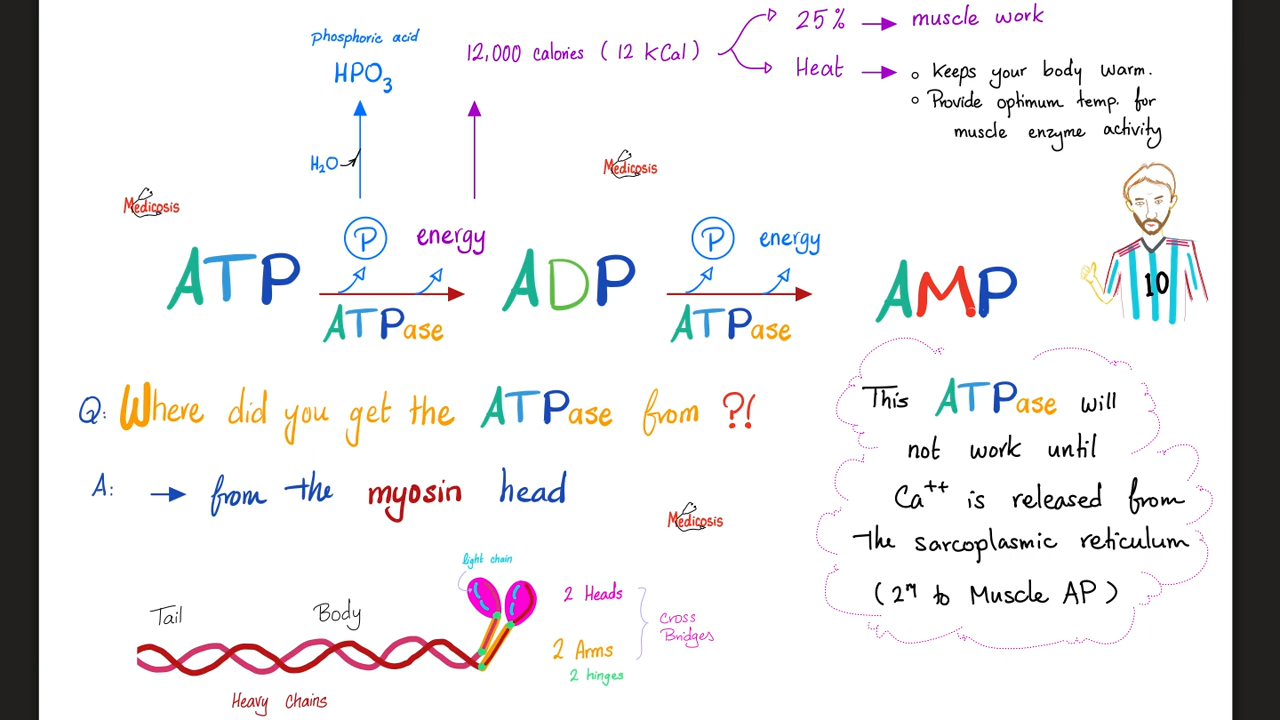 phosphoric acid
HPO3
H2O
12,000 calories ( 12 KCal )
25% → muscle work
Heat → ○ Keeps your body warm.
○ Provide optimum temp. for
muscle enzyme activity
Medicosis
Medicosis
10
ATP
P energy
ATPase
ADP
P energy
ATPase
AMP
Q: Where did you get the ATPase from ?!
A: → from the myosin head
This ATPase will
not work until
Ca++ is released from
the sarcoplasmic reticulum
( 2ry to Muscle AP )
Medicosis
light chain
Tail
Body
2 Heads
2 Arms
2 hinges
Cross
Bridges
Heavy Chains